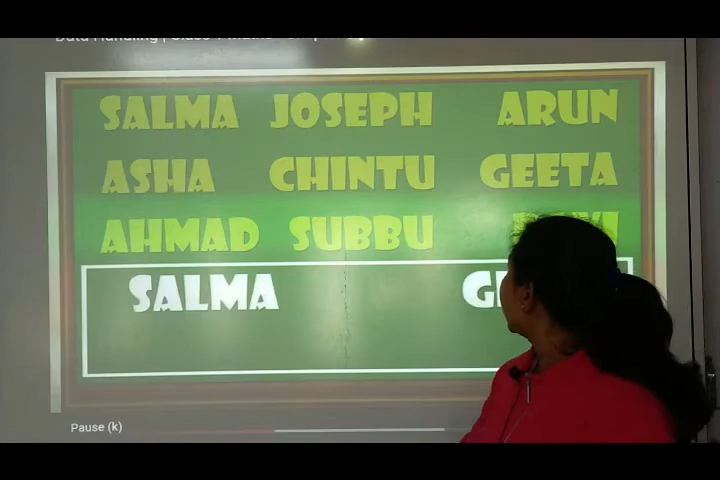 SALMA JOSEPH ARUN
ASHA CHINTU GEETA
AHMAD SUBBU
SALMA
Pause (k)